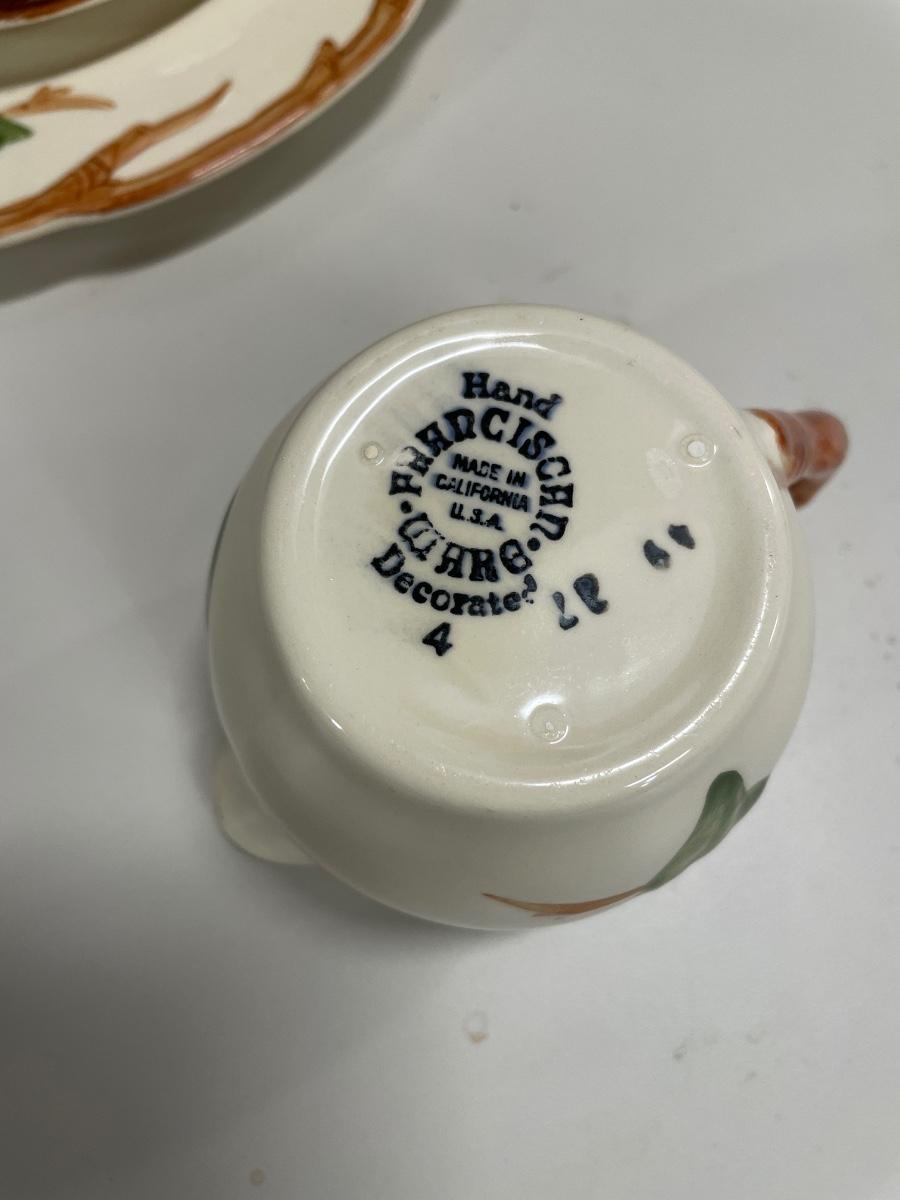 Hand
FRANCISCAN
MADE IN
CALIFORNIA
U.S.A.
WARE
Decorated
4